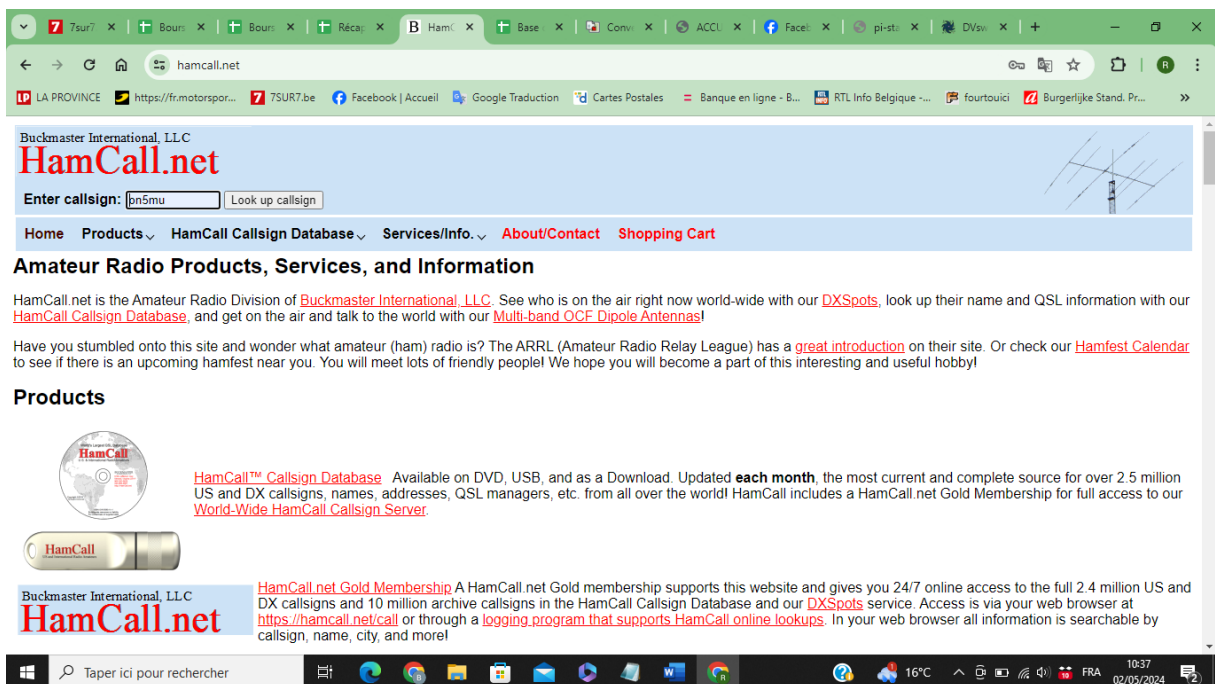 7sur7
Bours
Bours
Récap
HamC
Base
Conv
ACCU
Faceb
pi-sta
DVsw
hamcall.net
LA PROVINCE
https://fr.motorspor...
7SUR7.be
Facebook | Accueil
Google Traduction
Cartes Postales
Banque en ligne - B...
RTL Info Belgique -...
fourtouici
Burgerlijke Stand. Pr...
Buckmaster International, LLC
HamCall.net
Enter callsign: on5mu Look up callsign
Home Products HamCall Callsign Database Services/Info. About/Contact Shopping Cart
Amateur Radio Products, Services, and Information
HamCall.net is the Amateur Radio Division of Buckmaster International, LLC. See who is on the air right now world-wide with our DXSpots, look up their name and QSL information with our
HamCall Callsign Database, and get on the air and talk to the world with our Multi-band OCF Dipole Antennas!
Have you stumbled onto this site and wonder what amateur (ham) radio is? The ARRL (Amateur Radio Relay League) has a great introduction on their site. Or check our Hamfest Calendar
to see if there is an upcoming hamfest near you. You will meet lots of friendly people! We hope you will become a part of this interesting and useful hobby!
Products
HamCall
HamCall™ Callsign Database Available on DVD, USB, and as a Download. Updated each month, the most current and complete source for over 2.5 million
US and DX callsigns, names, addresses, QSL managers, etc. from all over the world! HamCall includes a HamCall.net Gold Membership for full access to our
World-Wide HamCall Callsign Server.
HamCall
Buckmaster International, LLC
HamCall.net
HamCall.net Gold Membership A HamCall.net Gold membership supports this website and gives you 24/7 online access to the full 2.4 million US and
DX callsigns and 10 million archive callsigns in the HamCall Callsign Database and our DXSpots service. Access is via your web browser at
https://hamcall.net/call or through a logging program that supports HamCall online lookups. In your web browser all information is searchable by
callsign, name, city, and more!
Taper ici pour rechercher
16°C
FRA
10:37
02/05/2024